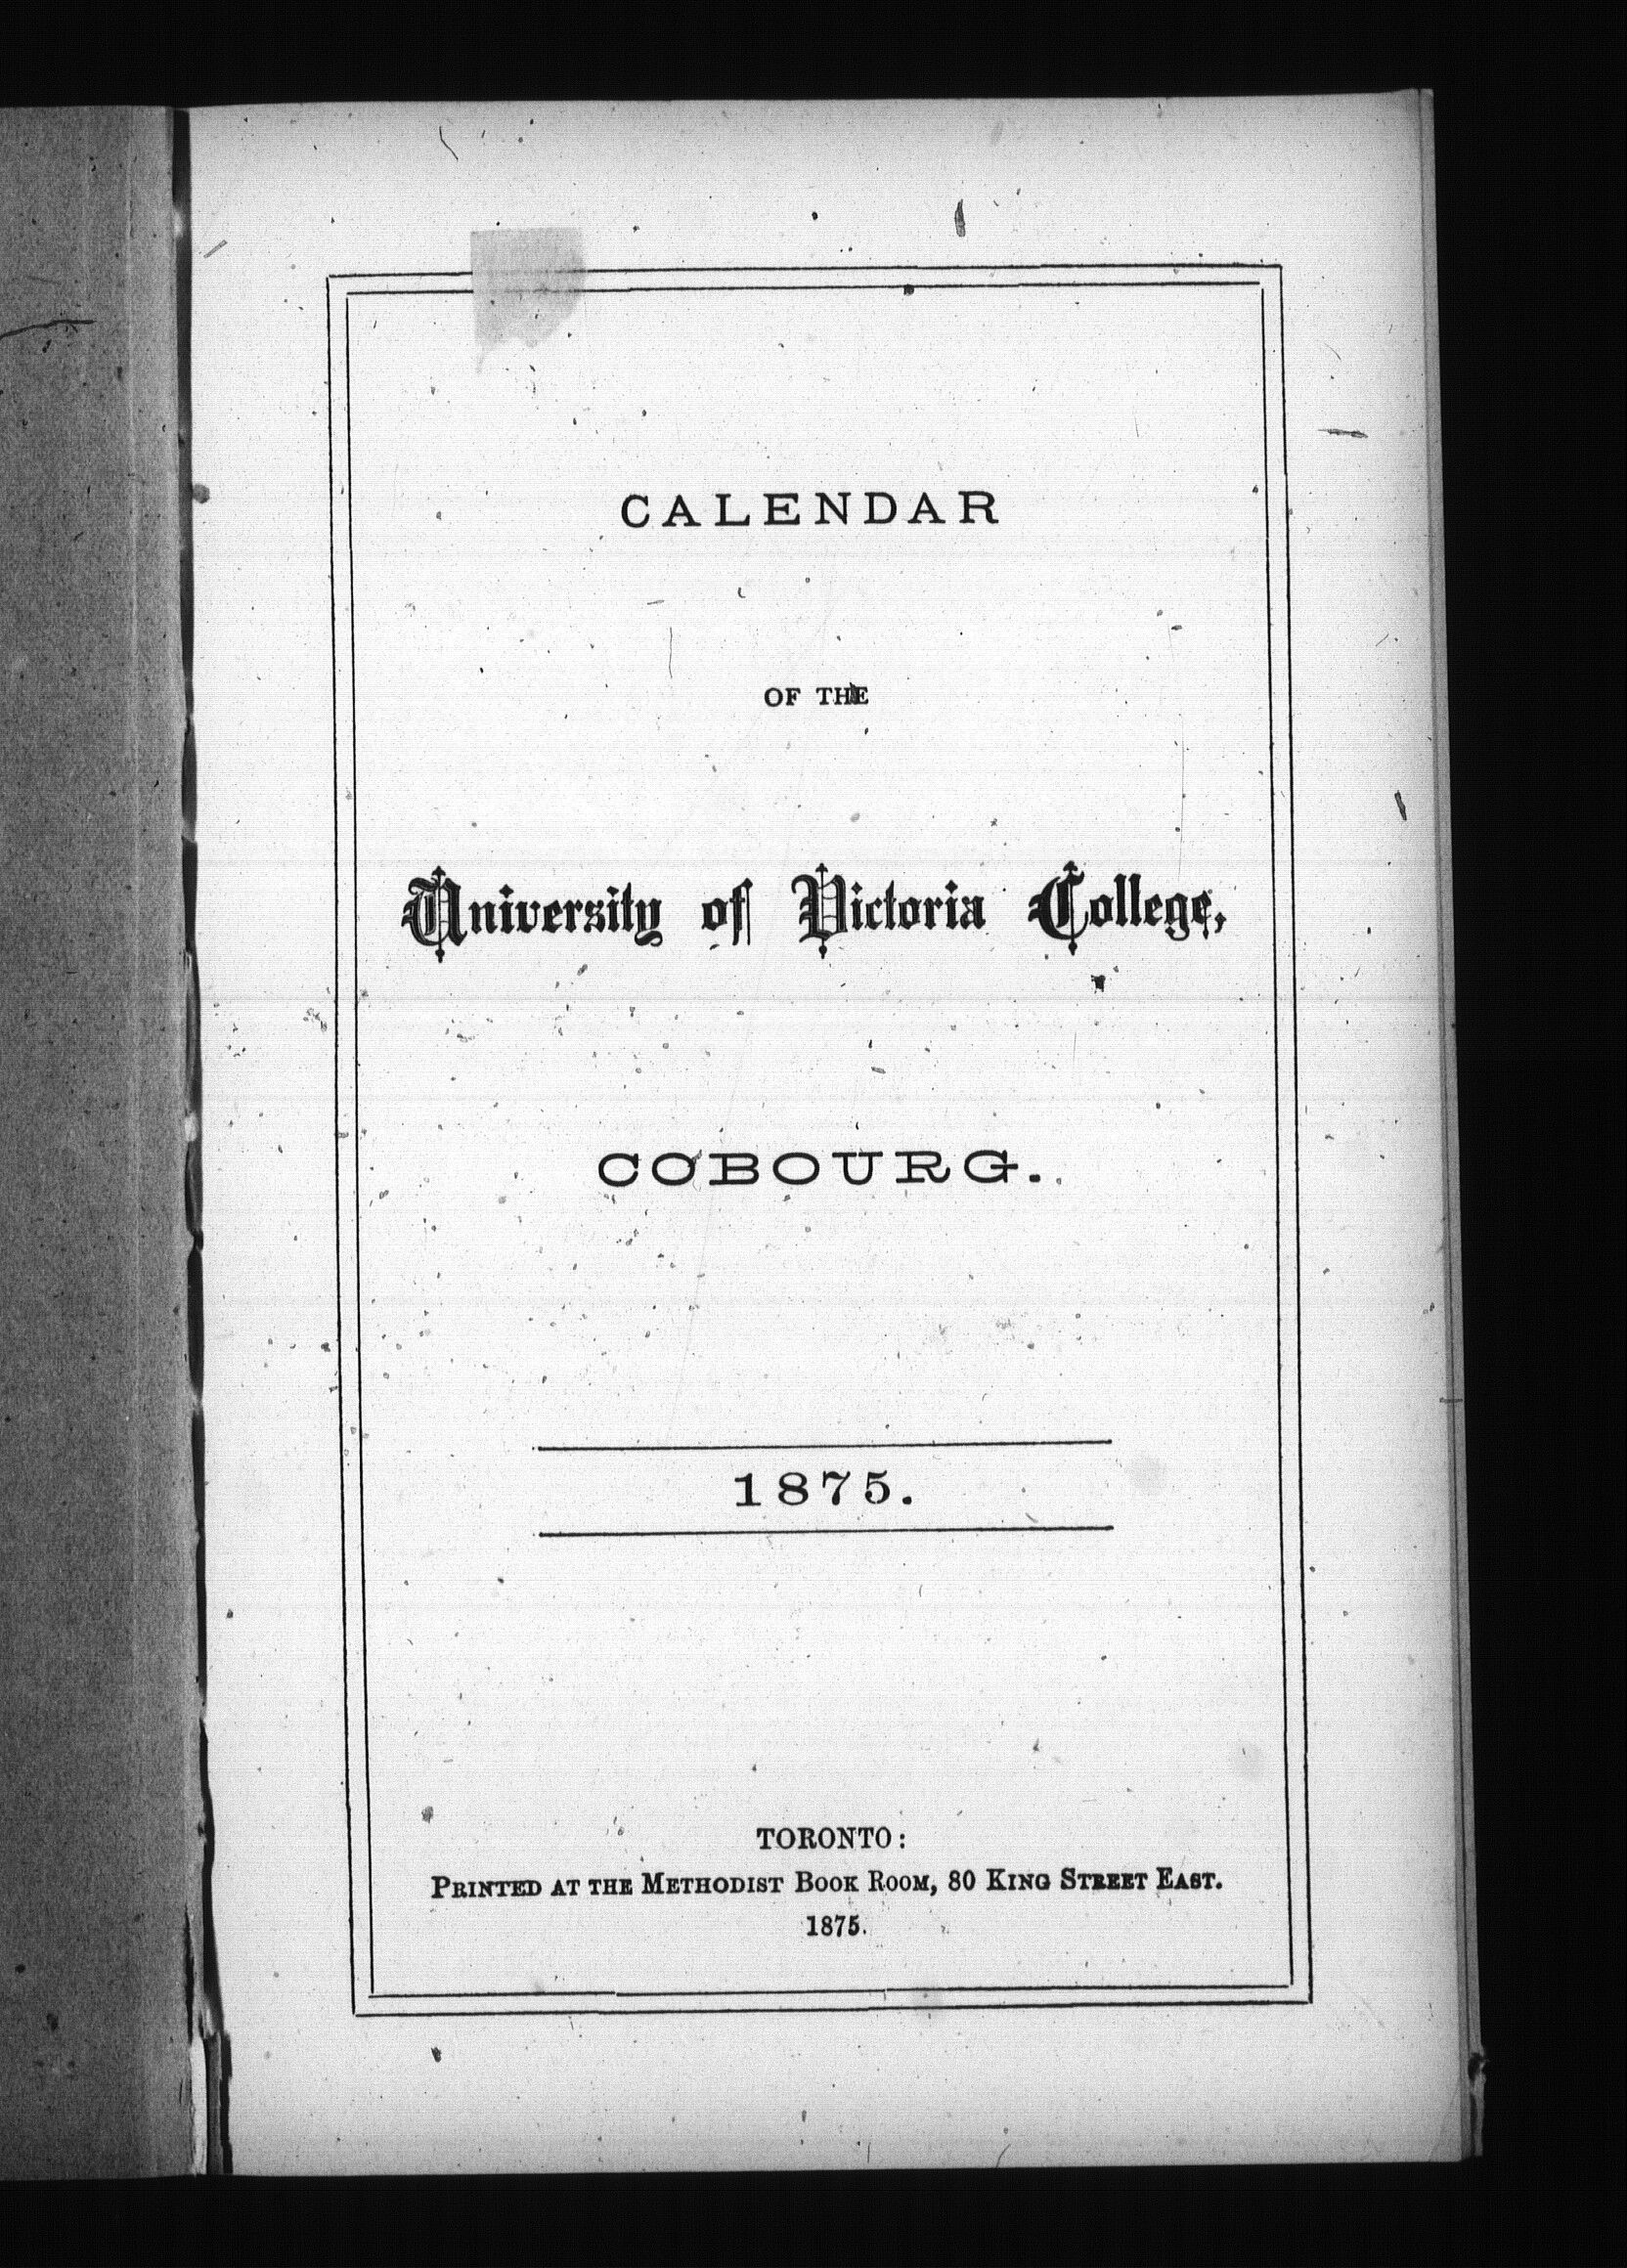 CALENDAR
OF THE
University of Victoria College,
COBOURG.
1875.
TORONTO:
PRINTED AT THE METHODIST BOOK ROOM, 80 KING STREET EAST.
1875.